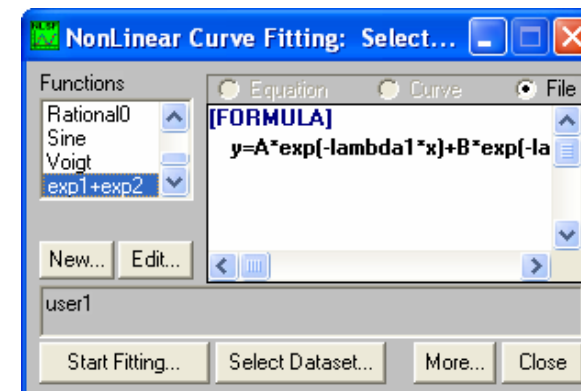 NLSF
NonLinear Curve Fitting: Select...
Functions
Equation Curve File
Rational0
Sine
Voigt
exp1+exp2
[FORMULA]
y=A*exp(-lambda1*x)+B*exp(-la
New... Edit...
user1
Start Fitting... Select Dataset... More... Close